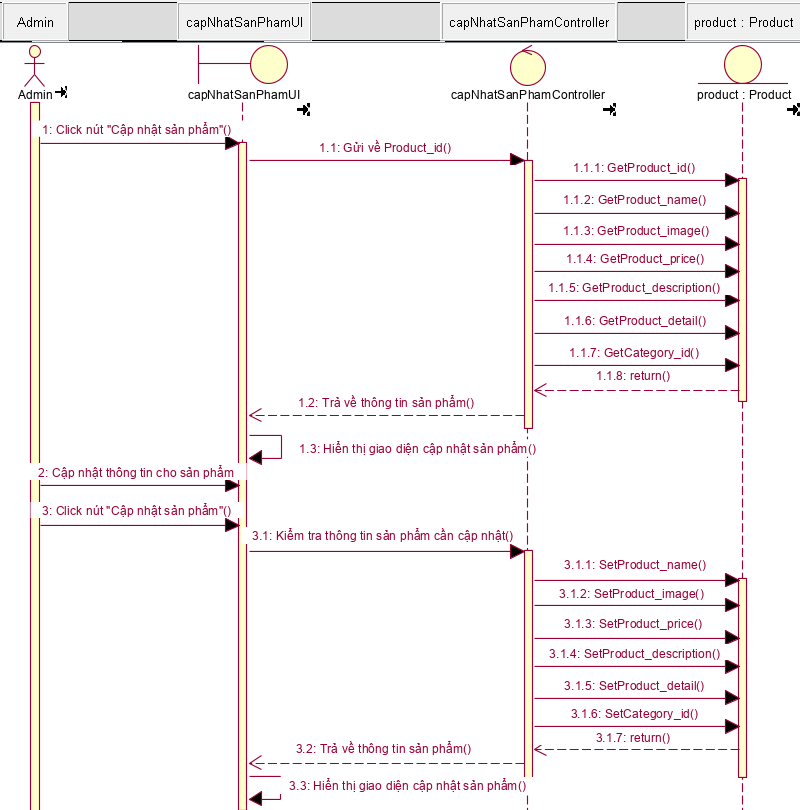 Admin
capNhatSanPhamUI
capNhatSanPhamController
product : Product
Admin
capNhatSanPhamUI
capNhatSanPhamController
product : Product
1: Click nút "Cập nhật sản phẩm"()
1.1: Gửi về Product_id()
1.1.1: GetProduct_id()
1.1.2: GetProduct_name()
1.1.3: GetProduct_image()
1.1.4: GetProduct_price()
1.1.5: GetProduct_description()
1.1.6: GetProduct_detail()
1.1.7: GetCategory_id()
1.1.8: return()
1.2: Trả về thông tin sản phẩm()
1.3: Hiển thị giao diện cập nhật sản phẩm()
2: Cập nhật thông tin cho sản phẩm
3: Click nút "Cập nhật sản phẩm"()
3.1: Kiểm tra thông tin sản phẩm cần cập nhật()
3.1.1: SetProduct_name()
3.1.2: SetProduct_image()
3.1.3: SetProduct_price()
3.1.4: SetProduct_description()
3.1.5: SetProduct_detail()
3.1.6: SetCategory_id()
3.1.7: return()
3.2: Trả về thông tin sản phẩm()
3.3: Hiển thị giao diện cập nhật sản phẩm()